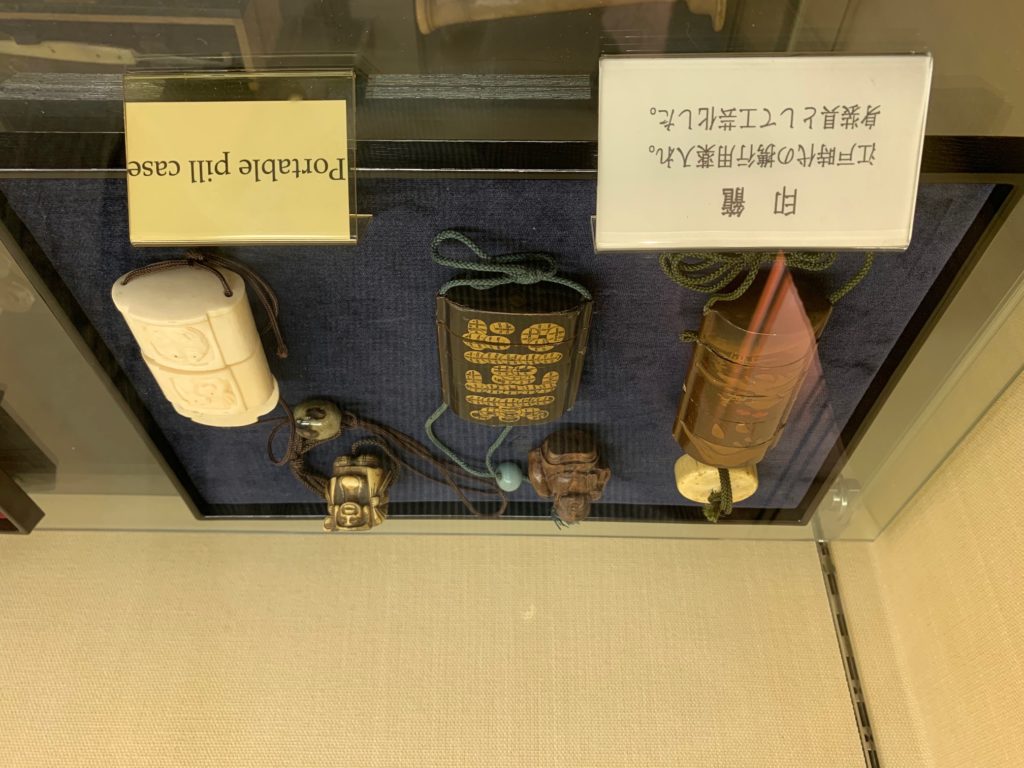 印籠
江戸時代の携行用薬入れ。
身装具として工芸化した。
Portable pill case